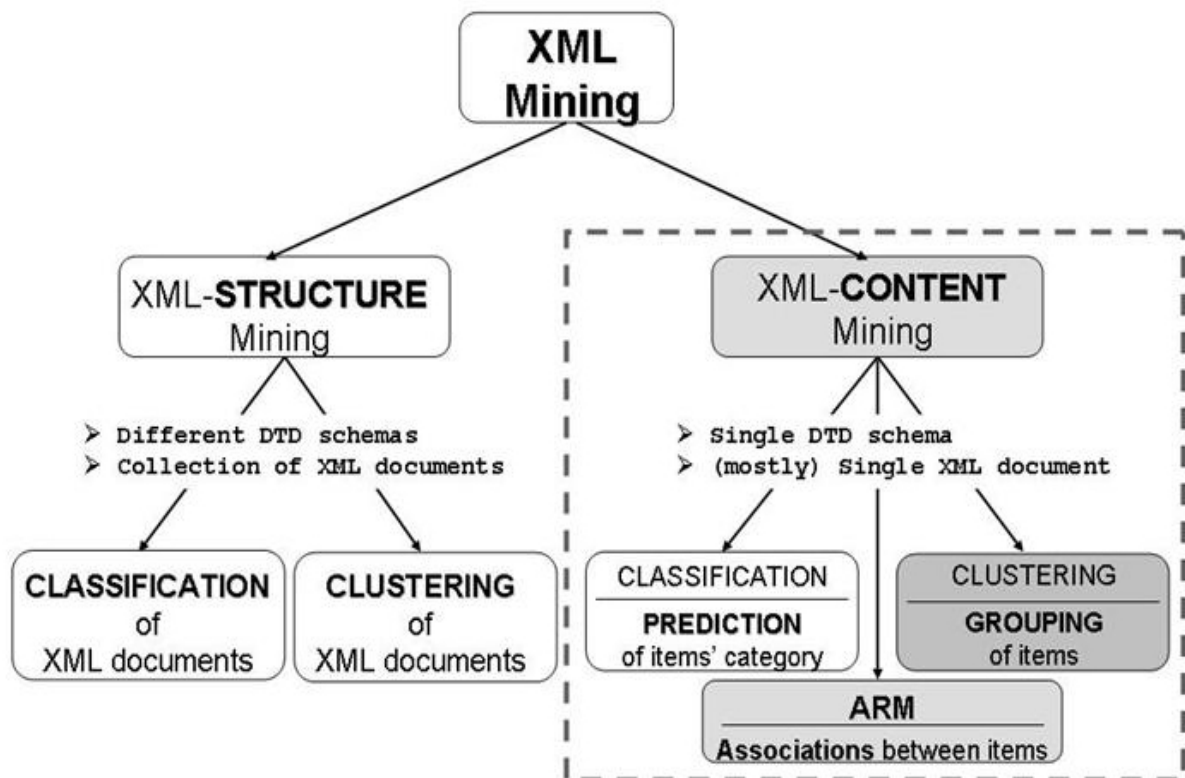 XML
Mining
XML-STRUCTURE
Mining
➢ Different DTD schemas
➢ Collection of XML documents
CLASSIFICATION
of
XML documents
CLUSTERING
of
XML documents
XML-CONTENT
Mining
➢ Single DTD schema
➢ (mostly) Single XML document
CLASSIFICATION
PREDICTION
of items' category
CLUSTERING
GROUPING
of items
ARM
Associations between items